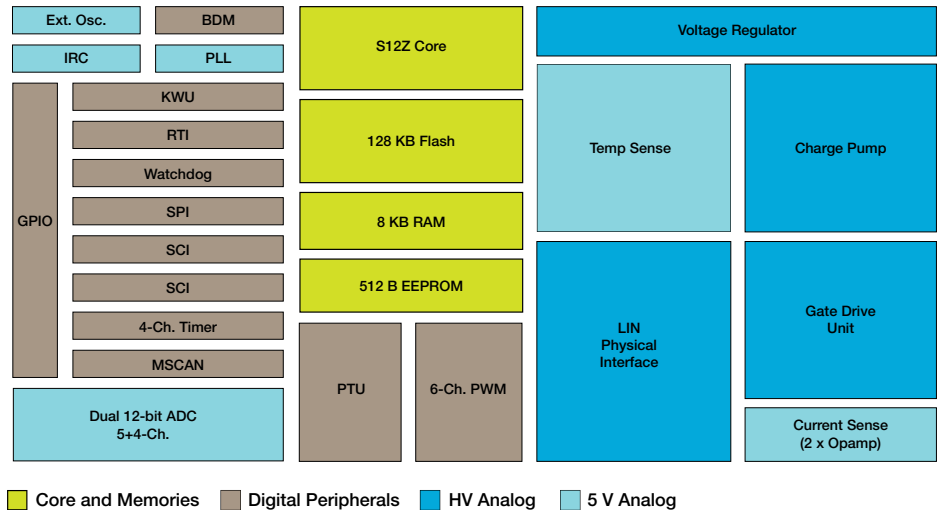 Ext. Osc.
BDM
IRC
PLL
GPIO
KWU
RTI
Watchdog
SPI
SCI
SCI
4-Ch. Timer
MSCAN
Dual 12-bit ADC
5+4-Ch.
S12Z Core
128 KB Flash
8 KB RAM
512 B EEPROM
PTU
6-Ch. PWM
Voltage Regulator
Temp Sense
Charge Pump
LIN
Physical
Interface
Gate Drive
Unit
Current Sense
(2 x Opamp)
Core and Memories
Digital Peripherals
HV Analog
5 V Analog